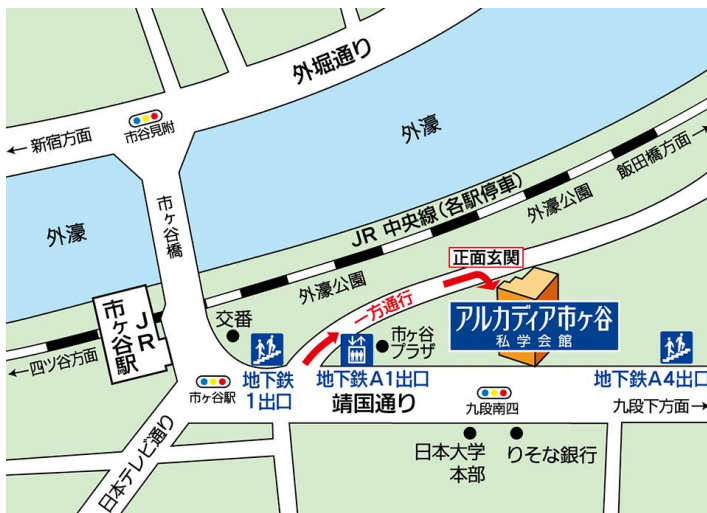 外堀通り
←新宿方面
市谷見附
外濠
飯田橋方面→
外濠
市ヶ谷橋
JR 中央線(各駅停車)
外濠公園
外濠公園
正面玄関
一方通行
アルカディア市ヶ谷
私学会館
JR
市ヶ谷駅
交番
市ヶ谷
プラザ
←四ツ谷方面
市ヶ谷駅
地下鉄
1出口
地下鉄A1出口
地下鉄A4出口
靖国通り
九段南四
九段下方面→
日本テレビ通り
日本大学
本部
りそな銀行